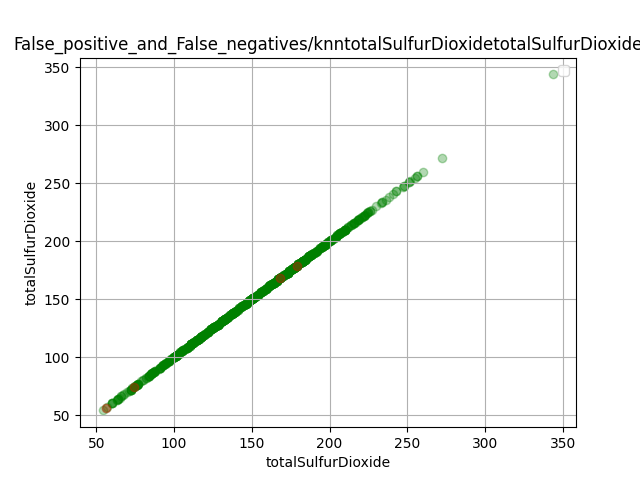 False_positive_and_False_negatives/knntotalSulfurDioxidetotalSulfurDioxide
350
300
250
200
150
100
50
totalSulfurDioxide
50 100 150 200 250 300 350
totalSulfurDioxide